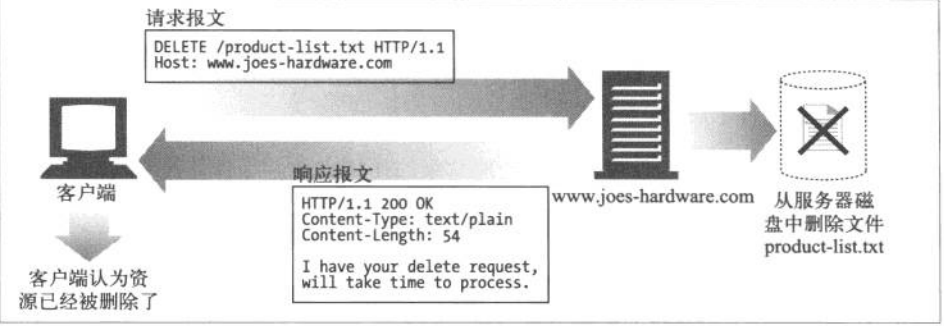 请求报文
DELETE /product-list.txt HTTP/1.1
Host: www.joes-hardware.com
客户端
响应报文
HTTP/1.1 200 OK
Content-Type: text/plain
Content-Length: 54
I have your delete request,
will take time to process.
www.joes-hardware.com
从服务器磁
盘中删除文件
product-list.txt
客户端认为资
源已经被删除了